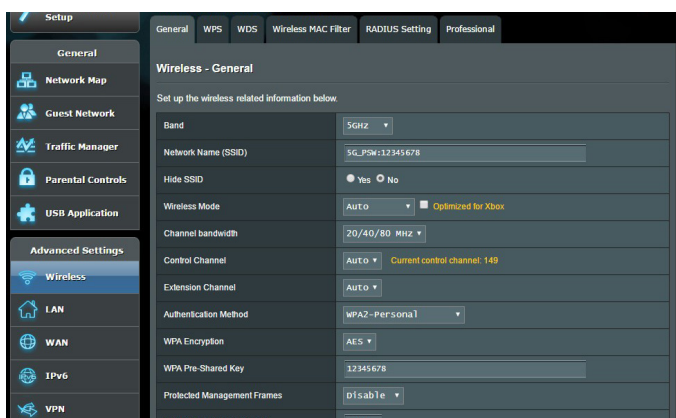 Setup
General
Network Map
Guest Network
Traffic Manager
Parental Controls
USB Application
Advanced Settings
Wireless
LAN
WAN
IPv6
VPN
General WPS WDS Wireless MAC Filter RADIUS Setting Professional
Wireless - General
Set up the wireless related information below.
Band 5GHz
Network Name (SSID) 5G_PSW:12345678
Hide SSID Yes No
Wireless Mode Auto Optimized for Xbox
Channel bandwidth 20/40/80 MHz
Control Channel Auto Current control channel: 149
Extension Channel Auto
Authentication Method WPA2-Personal
WPA Encryption AES
WPA Pre-Shared Key 12345678
Protected Management Frames Disable